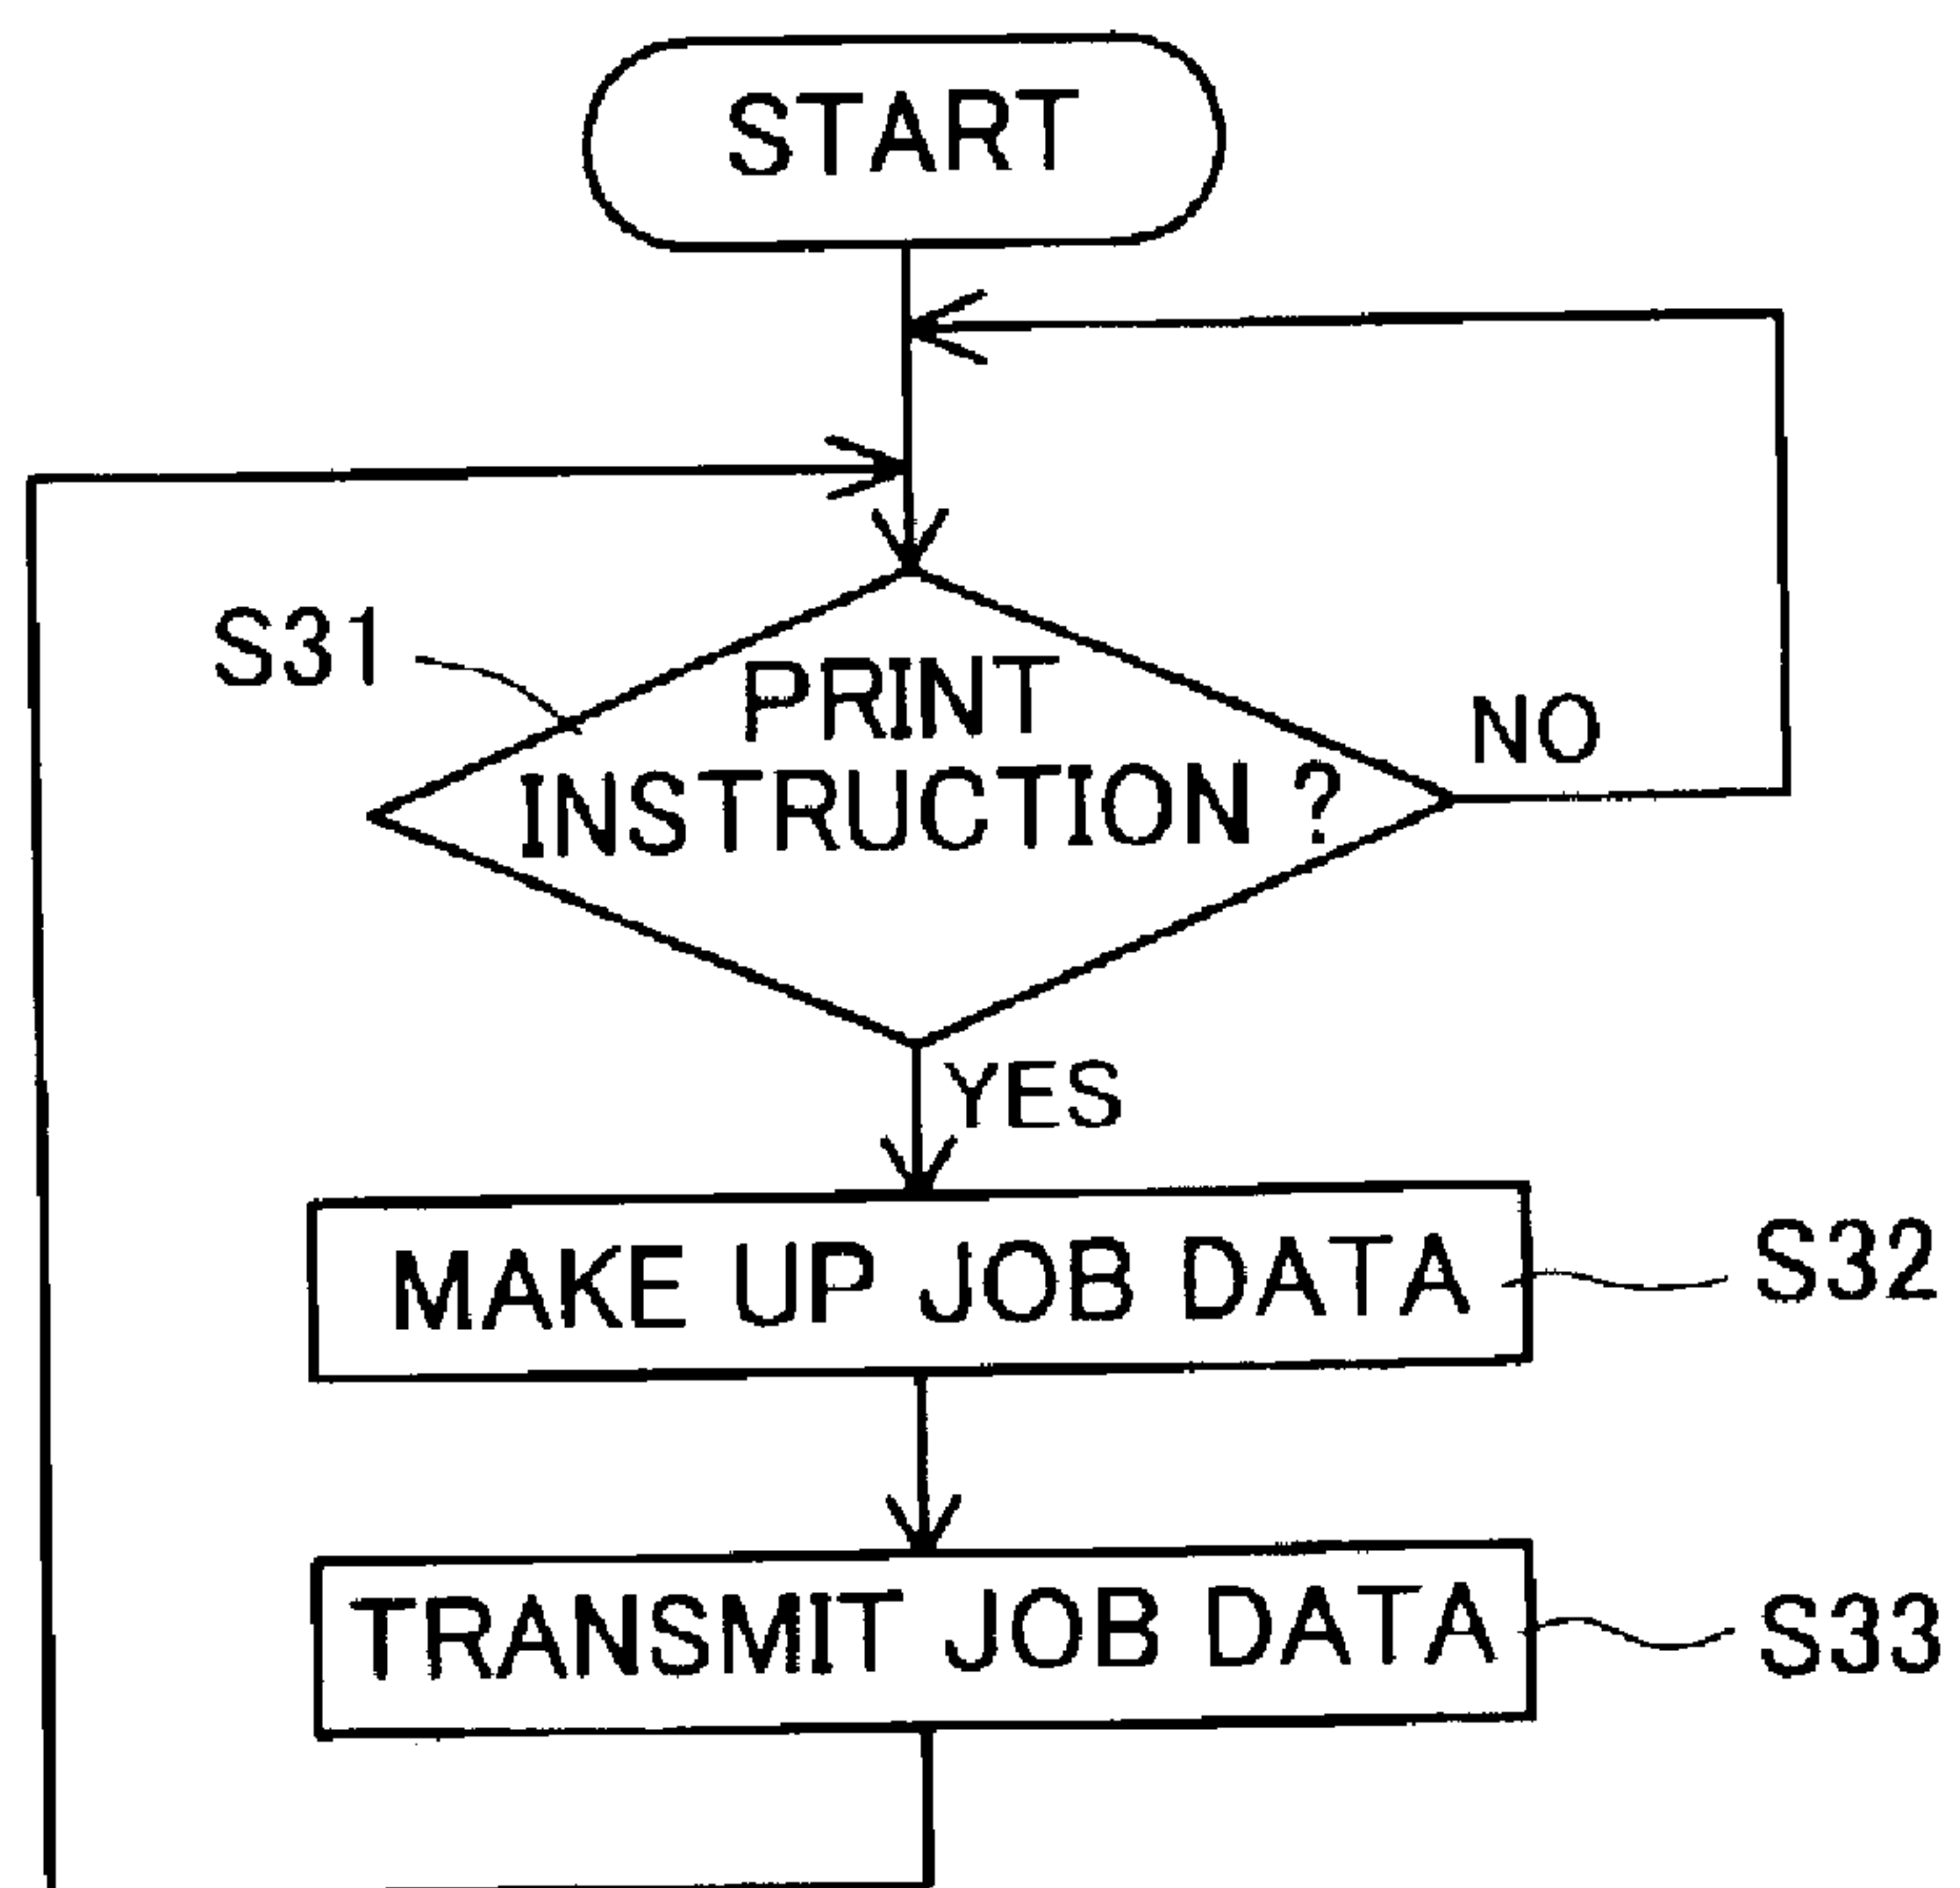 START
S31
PRINT
INSTRUCTION ?
NO
YES
MAKE UP JOB DATA
S32
TRANSMIT JOB DATA
S33